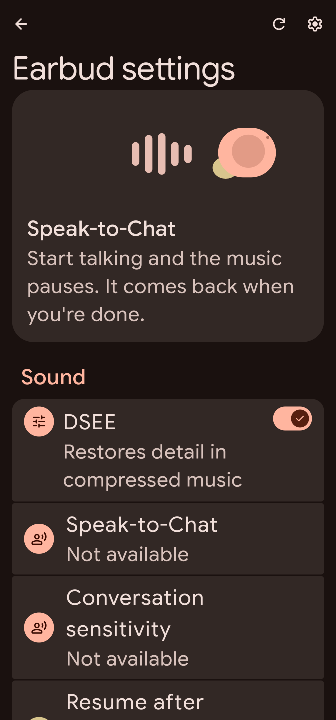 Earbud settings
Speak-to-Chat
Start talking and the music
pauses. It comes back when
you're done.
Sound
DSEE
Restores detail in
compressed music
Speak-to-Chat
Not available
Conversation
sensitivity
Not available
Resume after